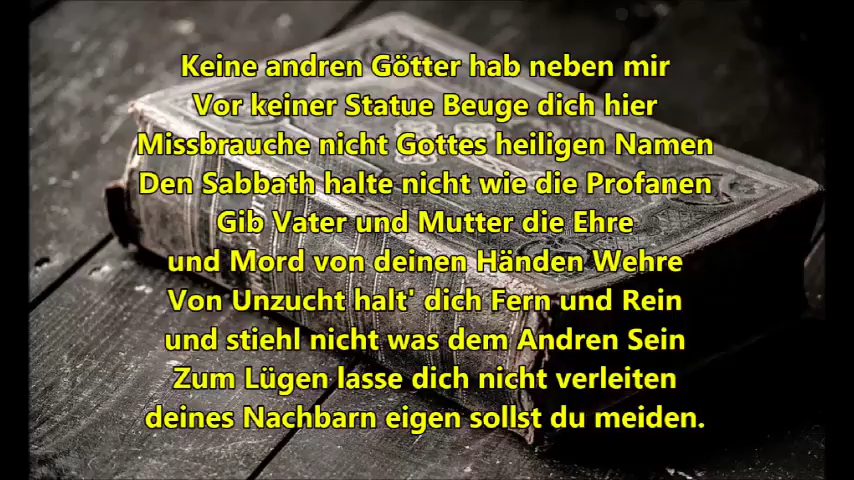 Keine andren Götter hab neben mir
Vor keiner Statue Beuge dich hier
Missbrauche nicht Gottes heiligen Namen
Den Sabbath halte nicht wie die Profanen
Gib Vater und Mutter die Ehre
und Mord von deinen Händen Wehre
Von Unzucht halt' dich Fern und Rein
und stiehl nicht was dem Andren Sein
Zum Lügen lasse dich nicht verleiten
deines Nachbarn eigen sollst du meiden.